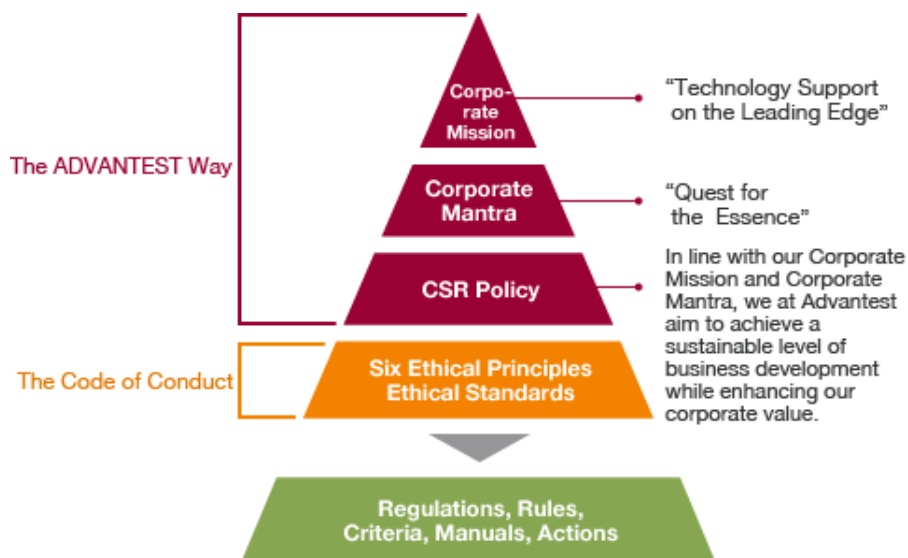 Corpo-
rate
Mission
“Technology Support
on the Leading Edge”
The ADVANTEST Way
Corporate
Mantra
“Quest for
the Essence”
CSR Policy
In line with our Corporate
Mission and Corporate
Mantra, we at Advantest
aim to achieve a
sustainable level of
business development
while enhancing our
corporate value.
The Code of Conduct
Six Ethical Principles
Ethical Standards
Regulations, Rules,
Criteria, Manuals, Actions